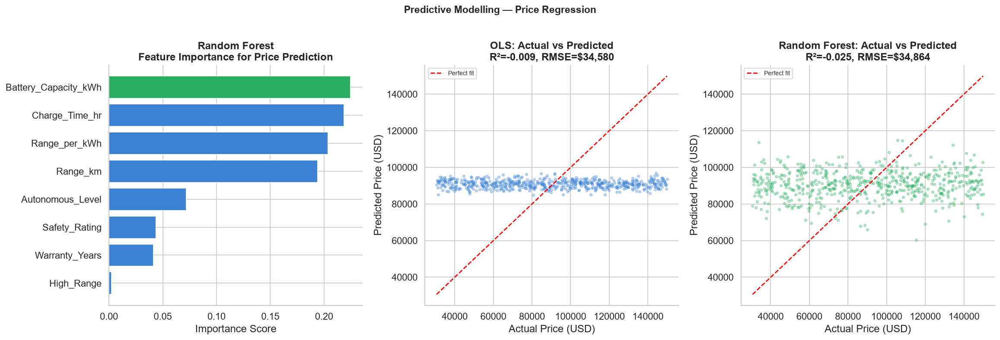 Predictive Modelling — Price Regression
Random Forest
Feature Importance for Price Prediction
Battery_Capacity_kWh
Charge_Time_hr
Range_per_kWh
Range_km
Autonomous_Level
Safety_Rating
Warranty_Years
High_Range
0.00 0.05 0.10 0.15 0.20
Importance Score
OLS: Actual vs Predicted
R²=-0.009, RMSE=$34,580
Perfect fit
Predicted Price (USD)
140000
120000
100000
80000
60000
40000
40000 60000 80000 100000 120000 140000
Actual Price (USD)
Random Forest: Actual vs Predicted
R²=-0.025, RMSE=$34,864
Perfect fit
Predicted Price (USD)
140000
120000
100000
80000
60000
40000
40000 60000 80000 100000 120000 140000
Actual Price (USD)